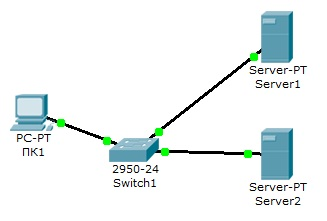 Server-PT
Server1
PC-PT
ПК1
2950-24
Switch1
Server-PT
Server2